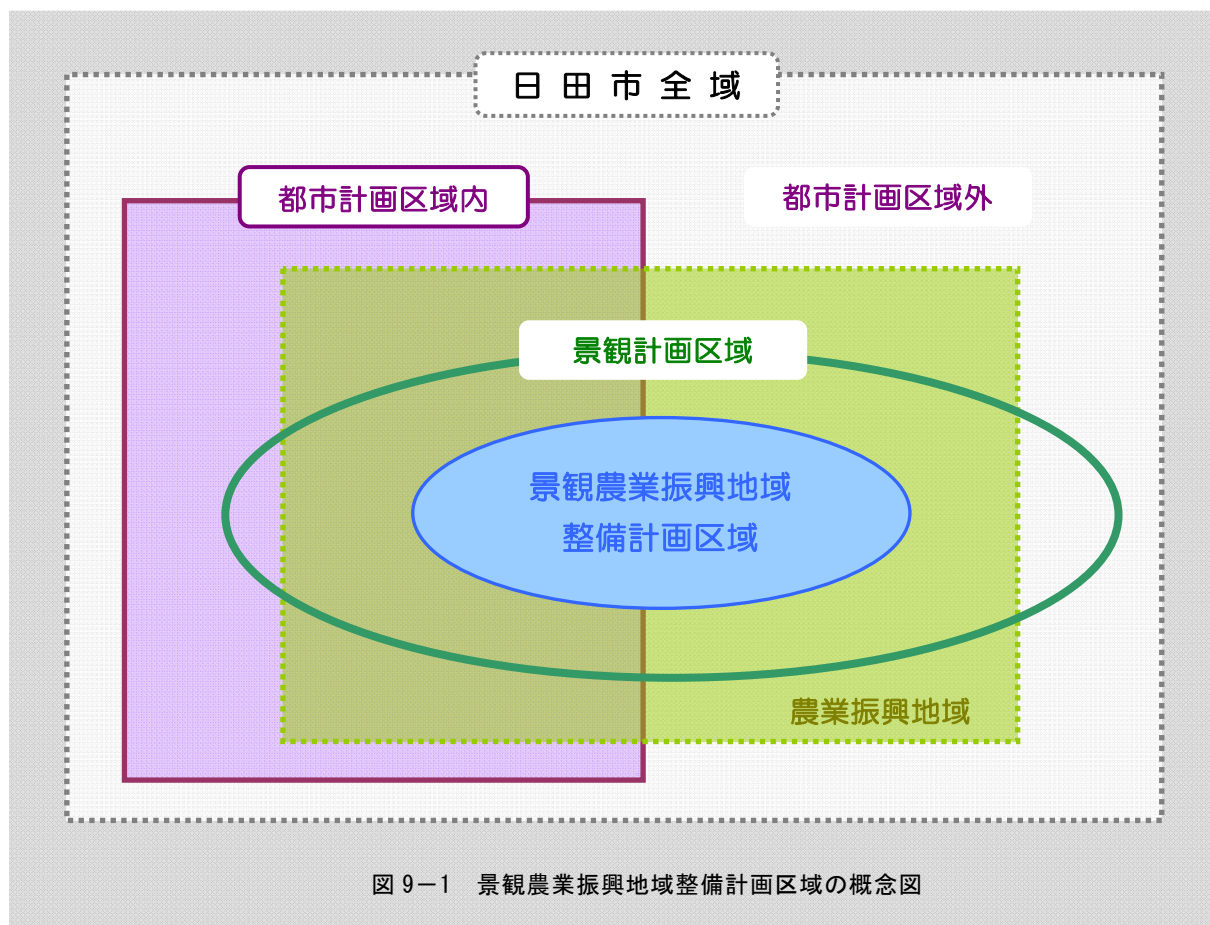 日田市全域
都市計画区域内
都市計画区域外
景観計画区域
景観農業振興地域
整備計画区域
農業振興地域
図 9－1　景観農業振興地域整備計画区域の概念図